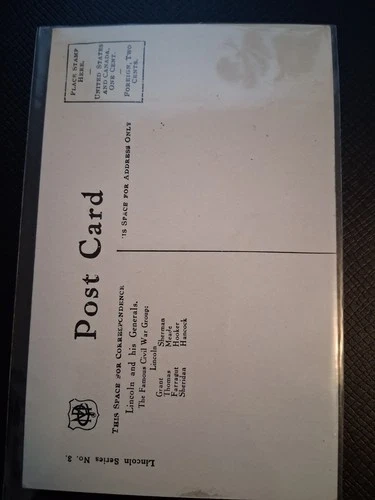 Lincoln Series No. 3.
Post Card
PLACE STAMP
HERE.
UNITED STATES
AND CANADA,
ONE CENT.
FOREIGN, TWO
CENTS.
THIS SPACE FOR CORRESPCNDENCE
Lincoln and his Generals,
The Famous Civil War Group:
Lincoln
Grant Sherman
Thomas Meade
Farragut Hooker
Sheridan Hancock
IS SPACE FOR ADDRESS ONLY